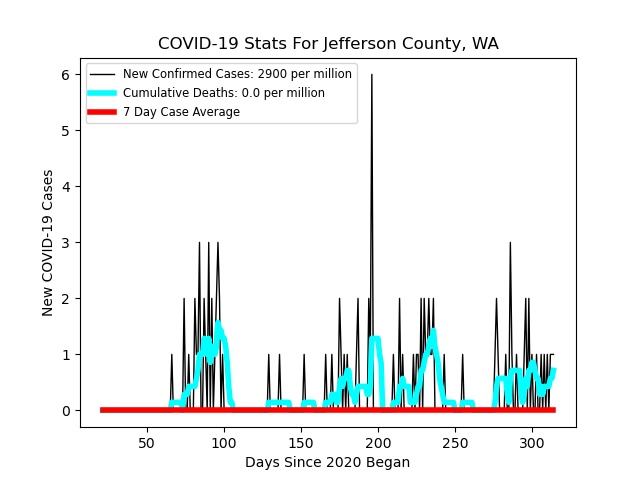 COVID-19 Stats For Jefferson County, WA
New Confirmed Cases: 2900 per million
Cumulative Deaths: 0.0 per million
7 Day Case Average
New COVID-19 Cases
6
5
4
3
2
1
0
50 100 150 200 250 300
Days Since 2020 Began